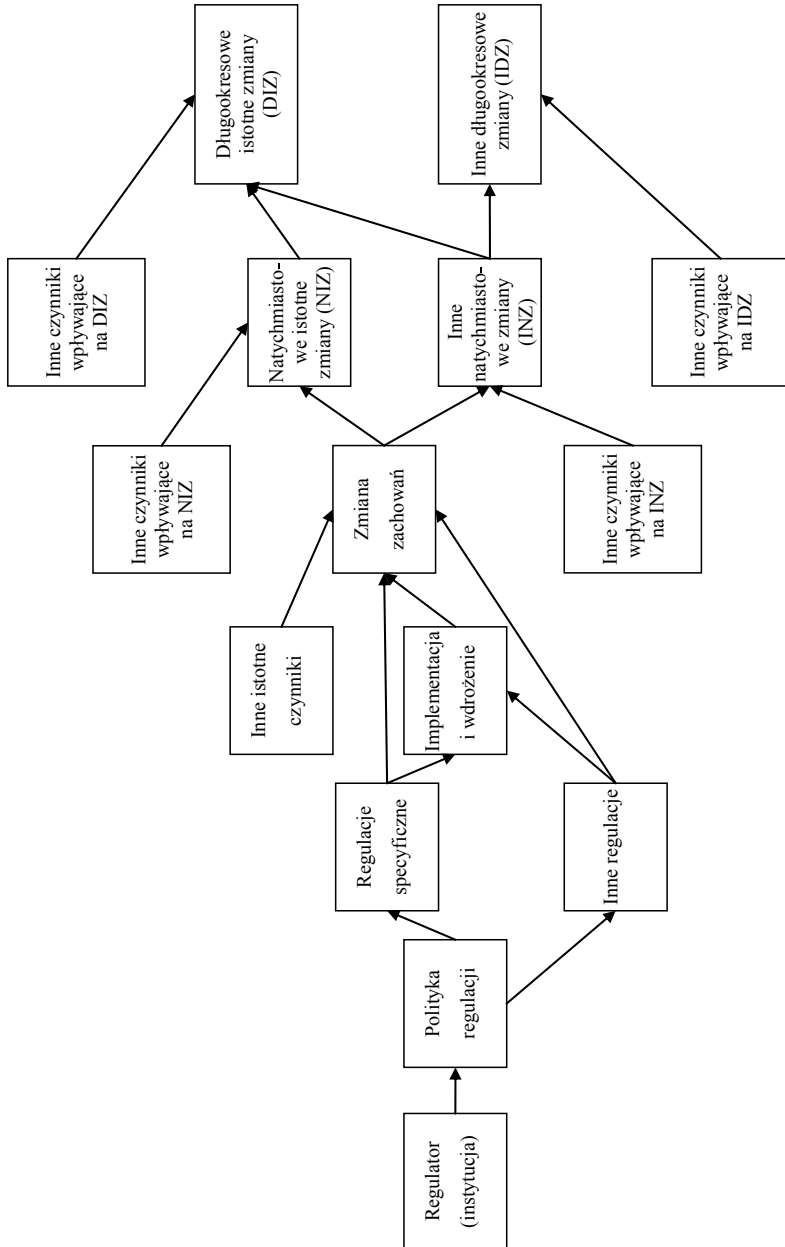 Regulator
(instytucja)
Polityka
regulacji
Regulacje
specyficzne
Inne regulacje
Inne istotne
czynniki
Implementacja
i wdrożenie
Inne czynniki
wpływające
na NIZ
Zmiana
zachowań
Inne czynniki
wpływające
na INZ
Inne czynniki
wpływające
na DIZ
Natychmiasto-
we istotne
zmiany (NIZ)
Inne
natychmiasto-
we zmiany
(INZ)
Inne czynniki
wpływające
na IDZ
Długookresowe
istotne zmiany
(DIZ)
Inne długookresowe
zmiany (IDZ)